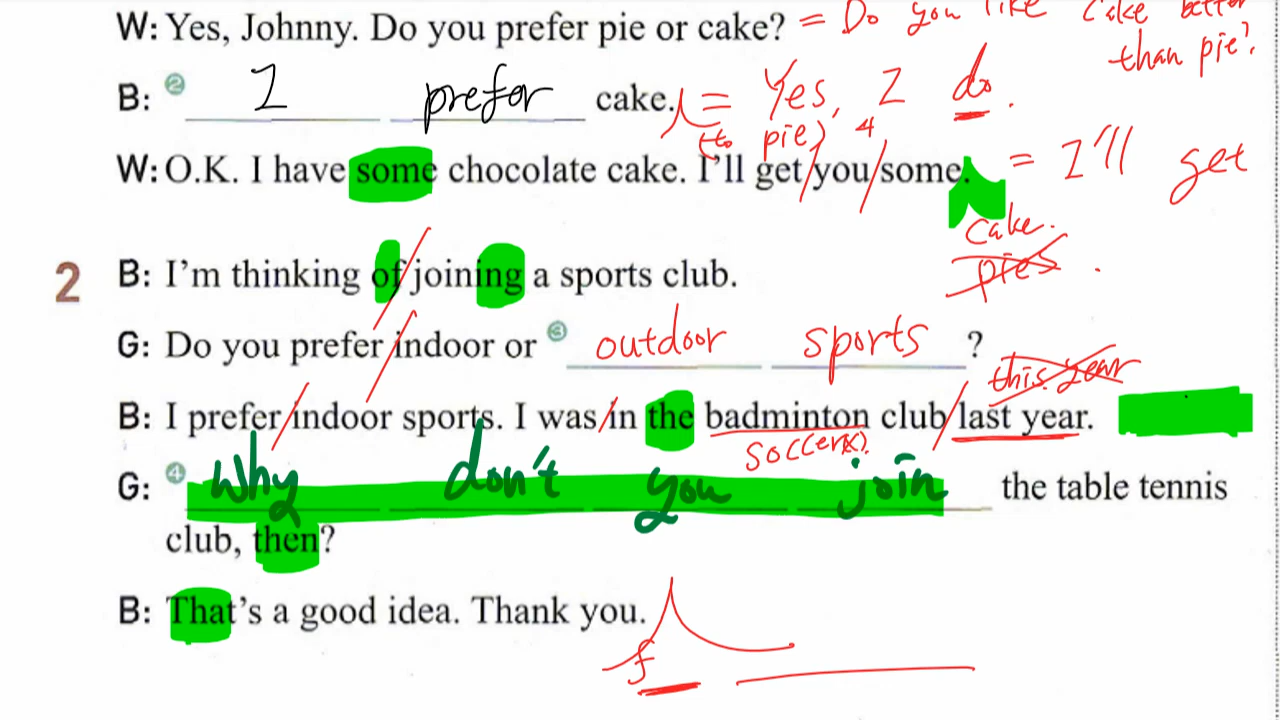 W: Yes, Johnny. Do you prefer pie or cake? = Do you like cake better
than pie?
B: ② I prefer cake. = Yes, I do.
(to pie) 4
W: O.K. I have some chocolate cake. I'll get/you/some. = I'll get
cake.
pies.
2 B: I'm thinking of/joining a sports club.
G: Do you prefer/indoor or ③ outdoor sports?
this year
B: I prefer/indoor sports. I was/in the badminton club/last year.
soccer(x).
G: ④ Why don't you join the table tennis
club, then?
B: That's a good idea. Thank you.
f